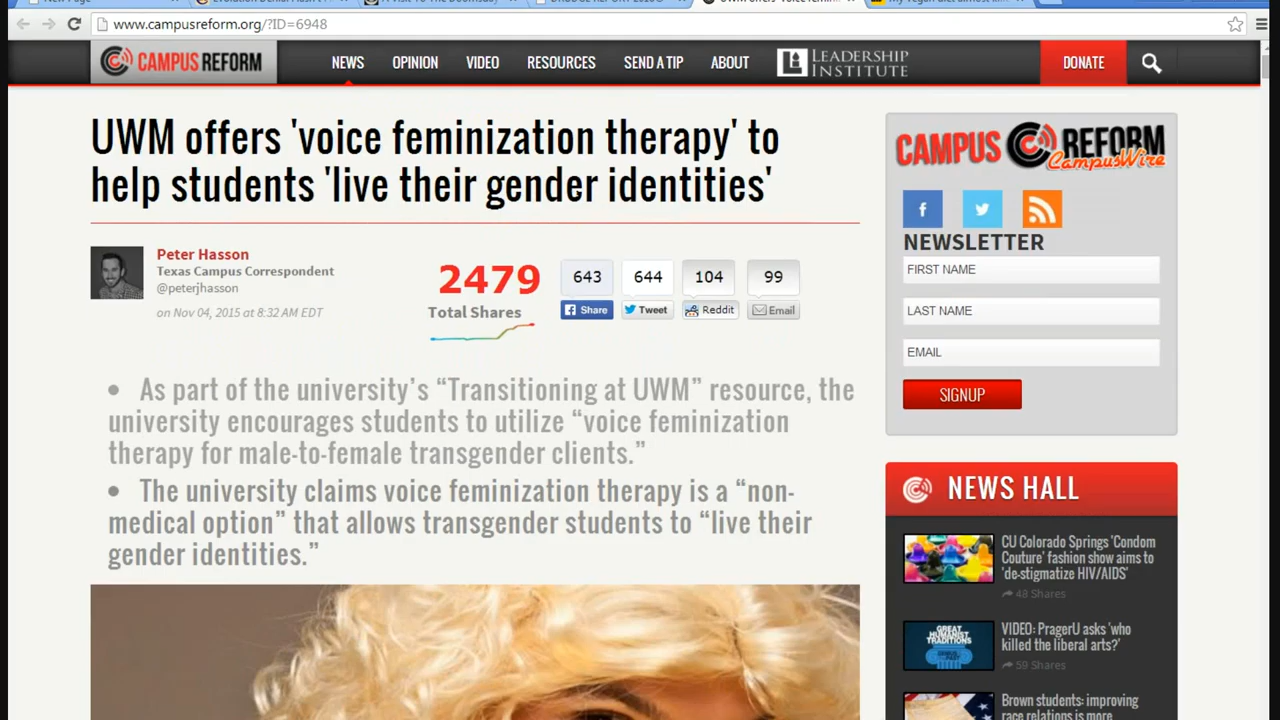 www.campusreform.org/?ID=6948
CAMPUS REFORM
NEWS
OPINION
VIDEO
RESOURCES
SEND A TIP
ABOUT
LEADERSHIP
INSTITUTE
DONATE
UWM offers 'voice feminization therapy' to
help students 'live their gender identities'
Peter Hasson
Texas Campus Correspondent
@peterjhasson
on Nov 04, 2015 at 8:32 AM EDT
2479
Total Shares
643
Share
644
Tweet
104
Reddit
99
Email
• As part of the university’s “Transitioning at UWM” resource, the
university encourages students to utilize “voice feminization
therapy for male-to-female transgender clients.”
• The university claims voice feminization therapy is a “non-
medical option” that allows transgender students to “live their
gender identities.”
CAMPUS REFORM
CampusWire
NEWSLETTER
FIRST NAME
LAST NAME
EMAIL
SIGNUP
NEWS HALL
CU Colorado Springs 'Condom
Couture' fashion show aims to
'de-stigmatize HIV/AIDS'
48 Shares
GREAT
HUMANIST
TRADITIONS
VIDEO: PragerU asks 'who
killed the liberal arts?'
59 Shares
Brown students: improving
race relations is more